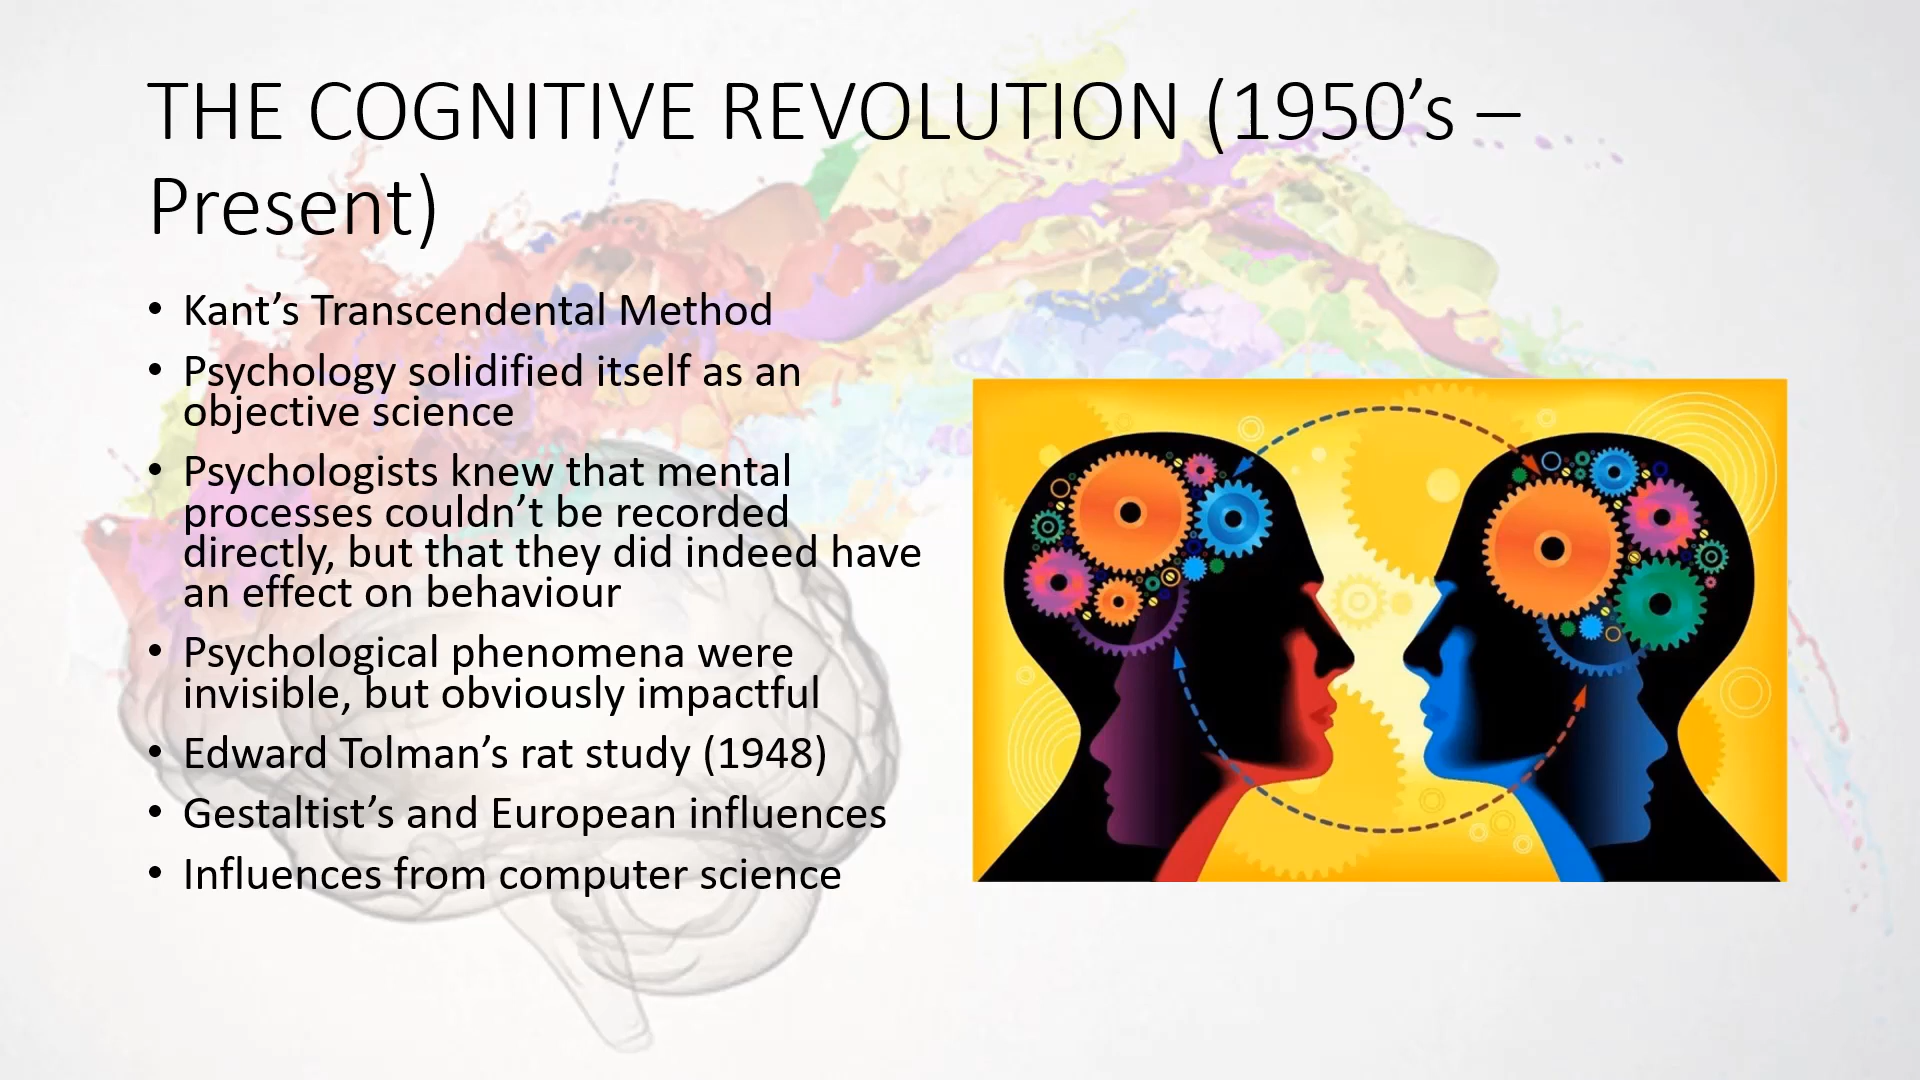 THE COGNITIVE REVOLUTION (1950’s –
Present)
• Kant’s Transcendental Method
• Psychology solidified itself as an
objective science
• Psychologists knew that mental
processes couldn’t be recorded
directly, but that they did indeed have
an effect on behaviour
• Psychological phenomena were
invisible, but obviously impactful
• Edward Tolman’s rat study (1948)
• Gestaltist’s and European influences
• Influences from computer science